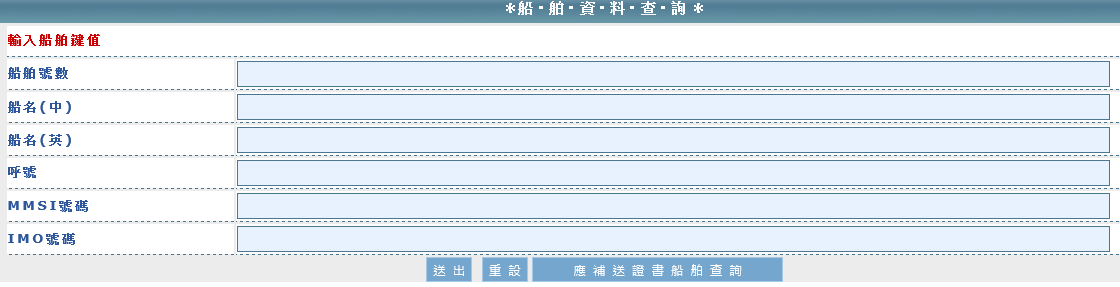 *船‧舶‧資‧料‧查‧詢*
輸入船舶鍵值
船舶號數
船名(中)
船名(英)
呼號
MMSI號碼
IMO號碼
送出 重設 應補送證書船舶查詢